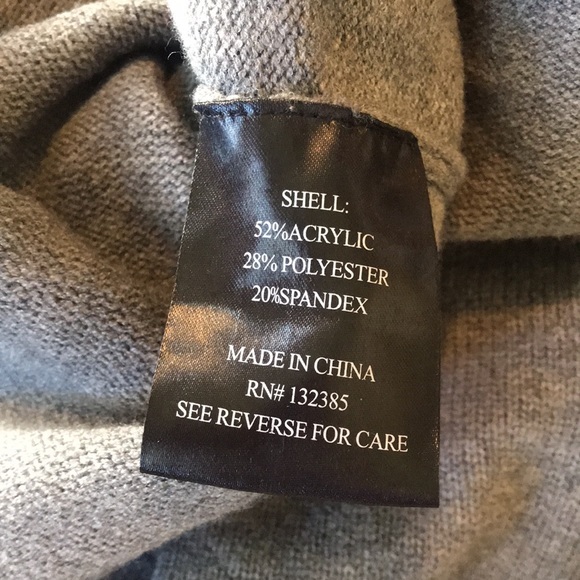 SHELL:
52%ACRYLIC
28% POLYESTER
20%SPANDEX
MADE IN CHINA
RN# 132385
SEE REVERSE FOR CARE